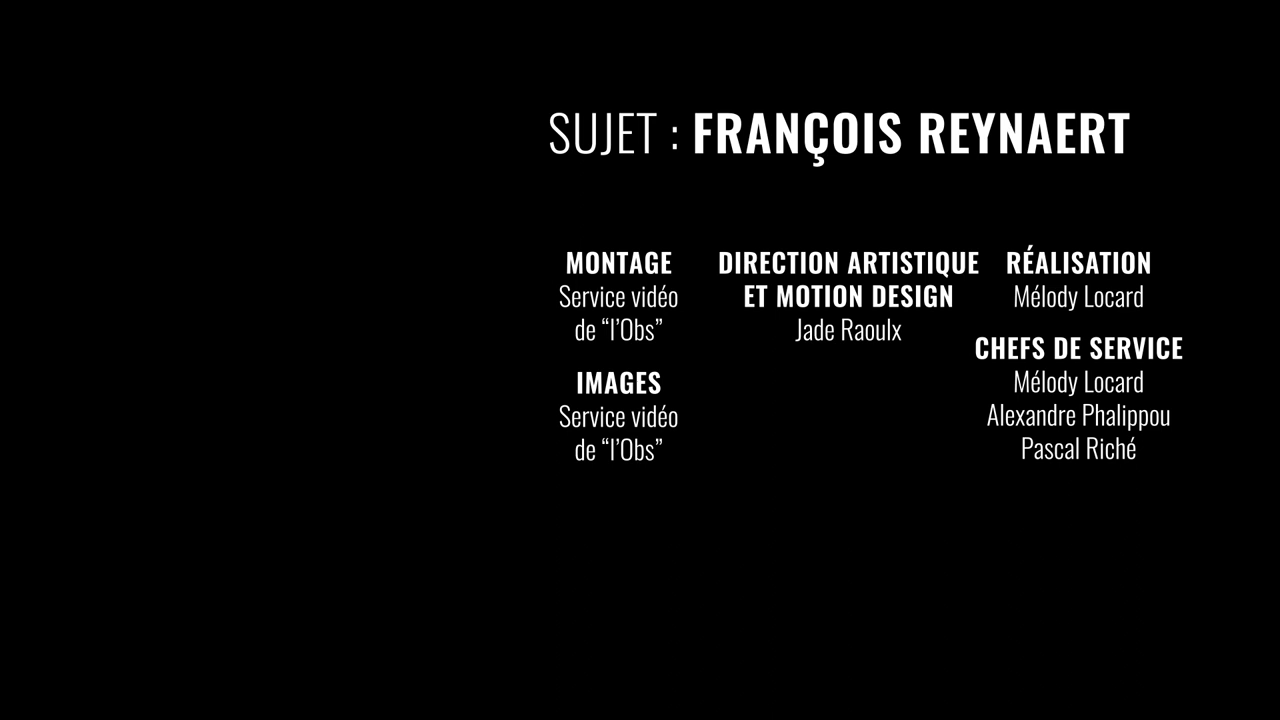 SUJET : FRANÇOIS REYNAERT
MONTAGE
Service vidéo
de “l’Obs”
IMAGES
Service vidéo
de “l’Obs”
DIRECTION ARTISTIQUE
ET MOTION DESIGN
Jade Raoulx
RÉALISATION
Mélody Locard
CHEFS DE SERVICE
Mélody Locard
Alexandre Phalippou
Pascal Riché